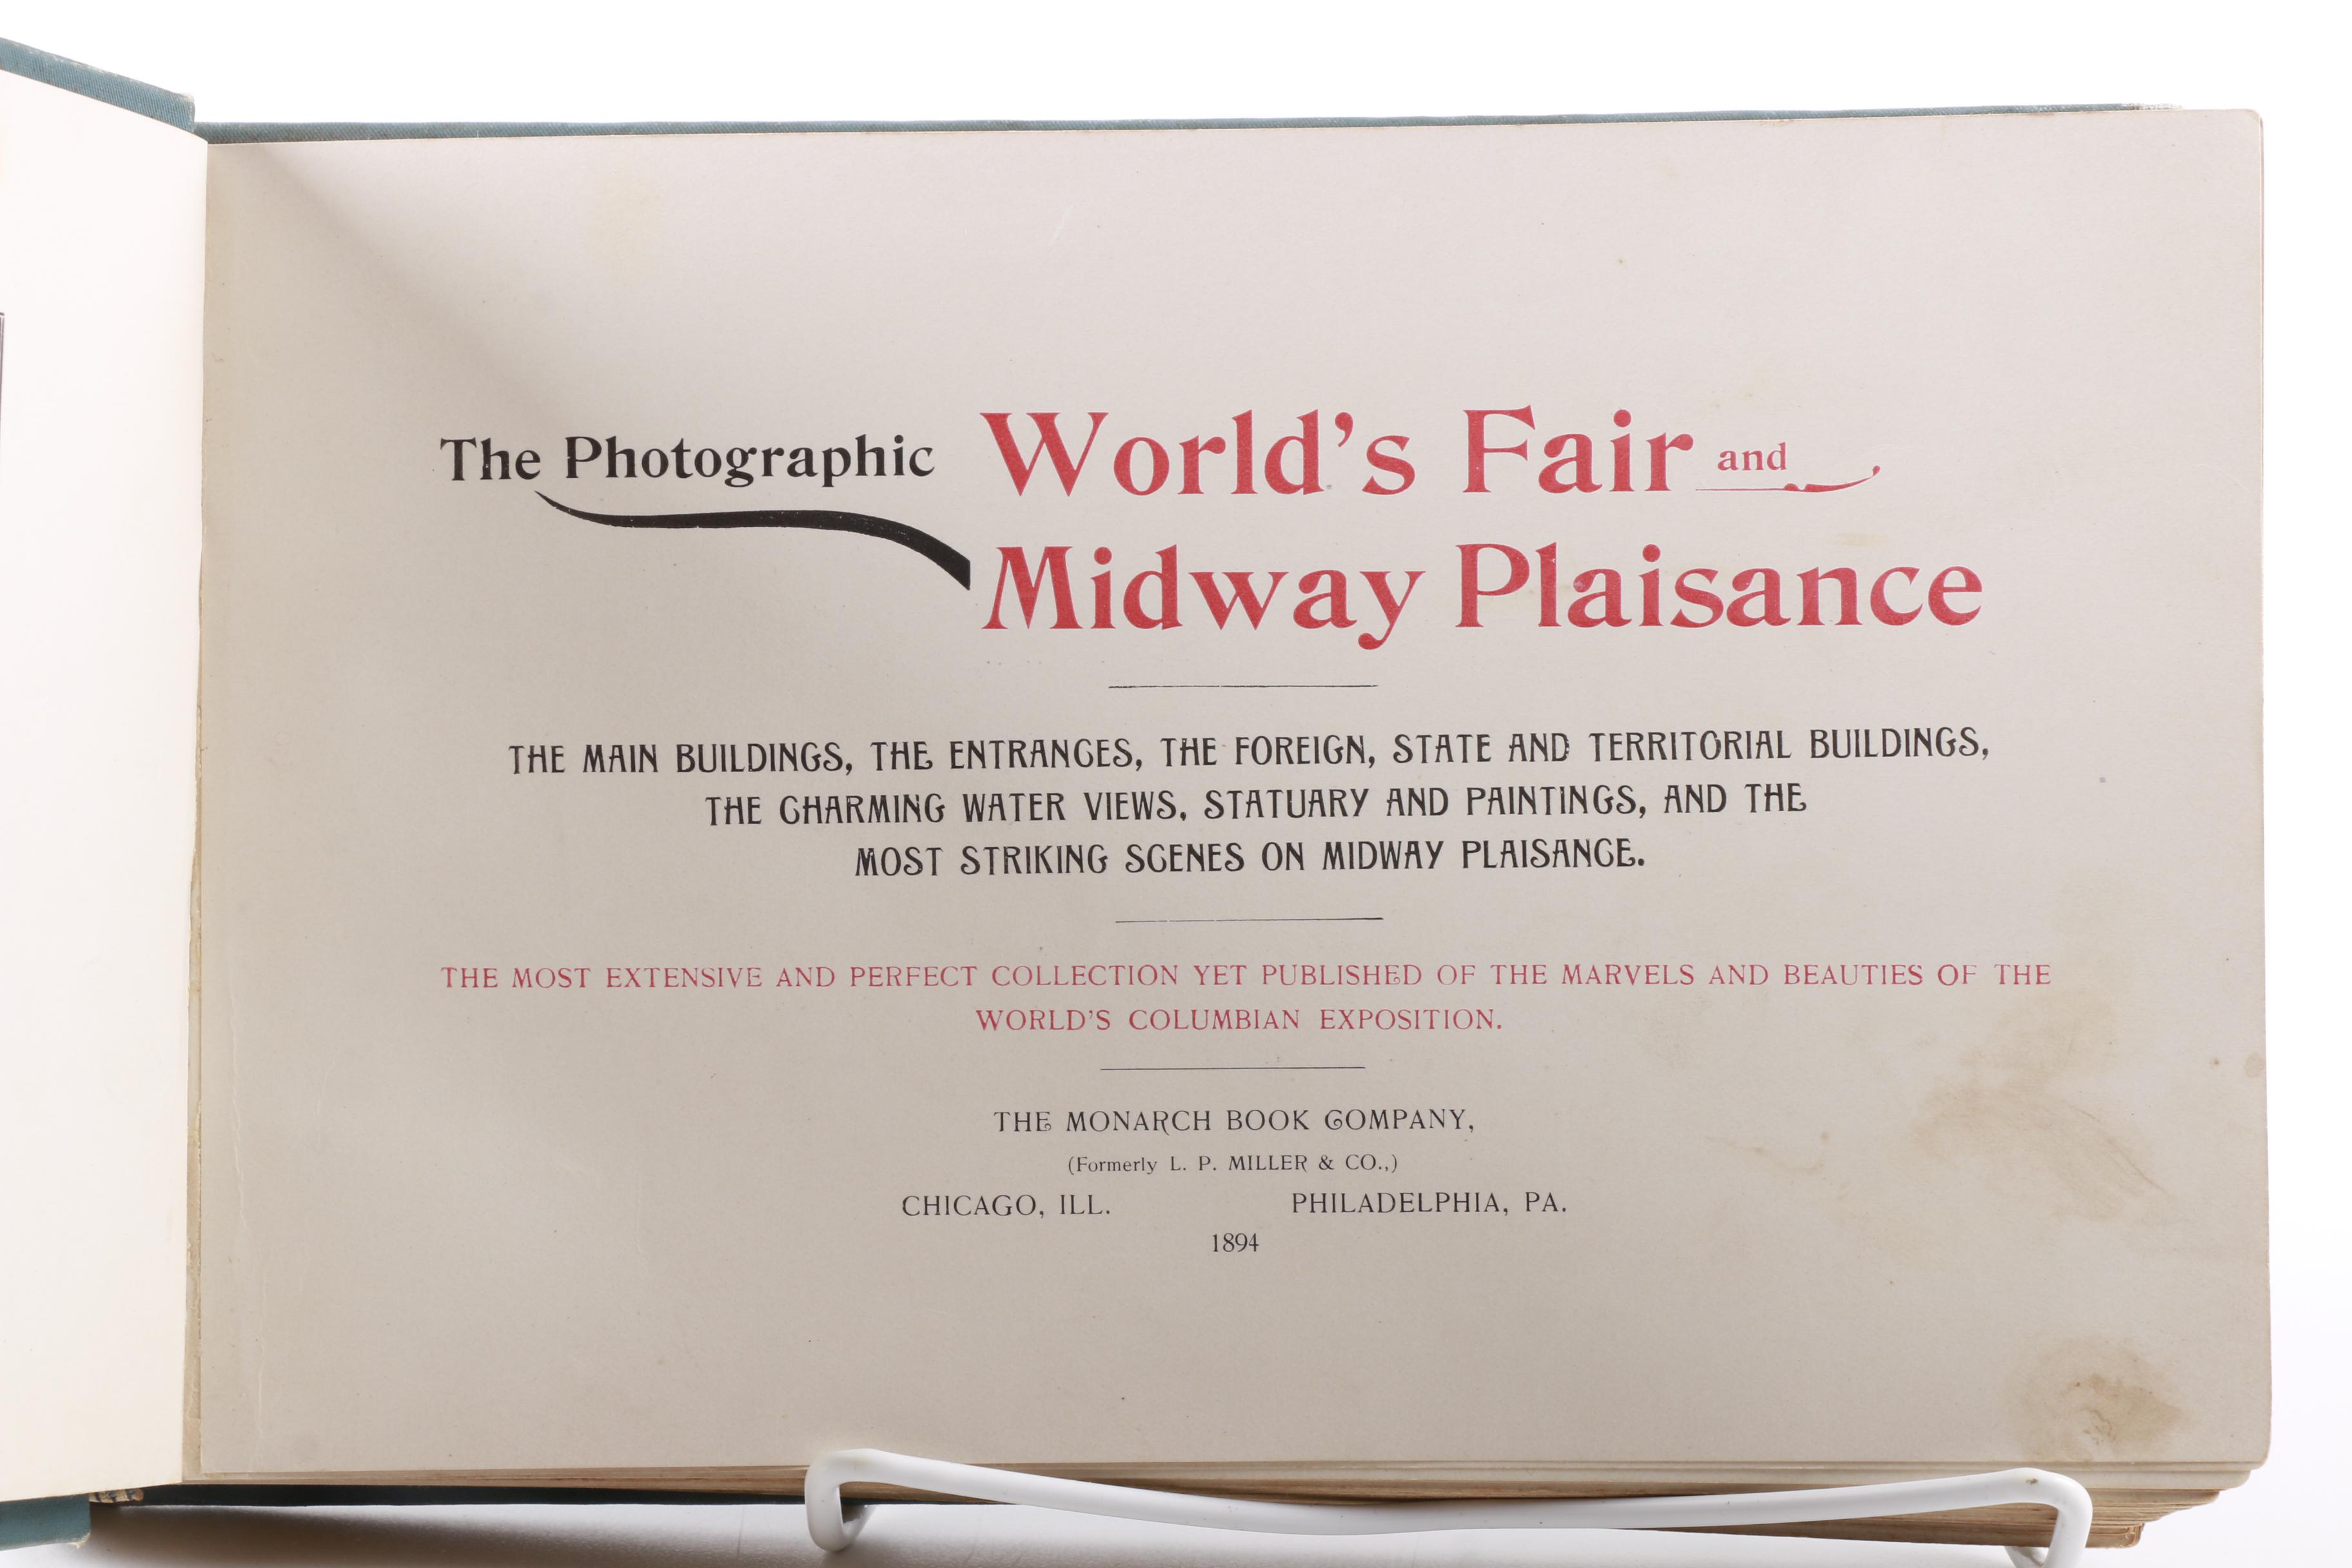 The Photographic World's Fair and
Midway Plaisance
THE MAIN BUILDINGS, THE ENTRANCES, THE FOREIGN, STATE AND TERRITORIAL BUILDINGS,
THE CHARMING WATER VIEWS, STATUARY AND PAINTINGS, AND THE
MOST STRIKING SCENES ON MIDWAY PLAISANCE.
THE MOST EXTENSIVE AND PERFECT COLLECTION YET PUBLISHED OF THE MARVELS AND BEAUTIES OF THE
WORLD'S COLUMBIAN EXPOSITION.
THE MONARCH BOOK COMPANY,
(Formerly L. P. MILLER & CO.,)
CHICAGO, ILL. PHILADELPHIA, PA.
1894